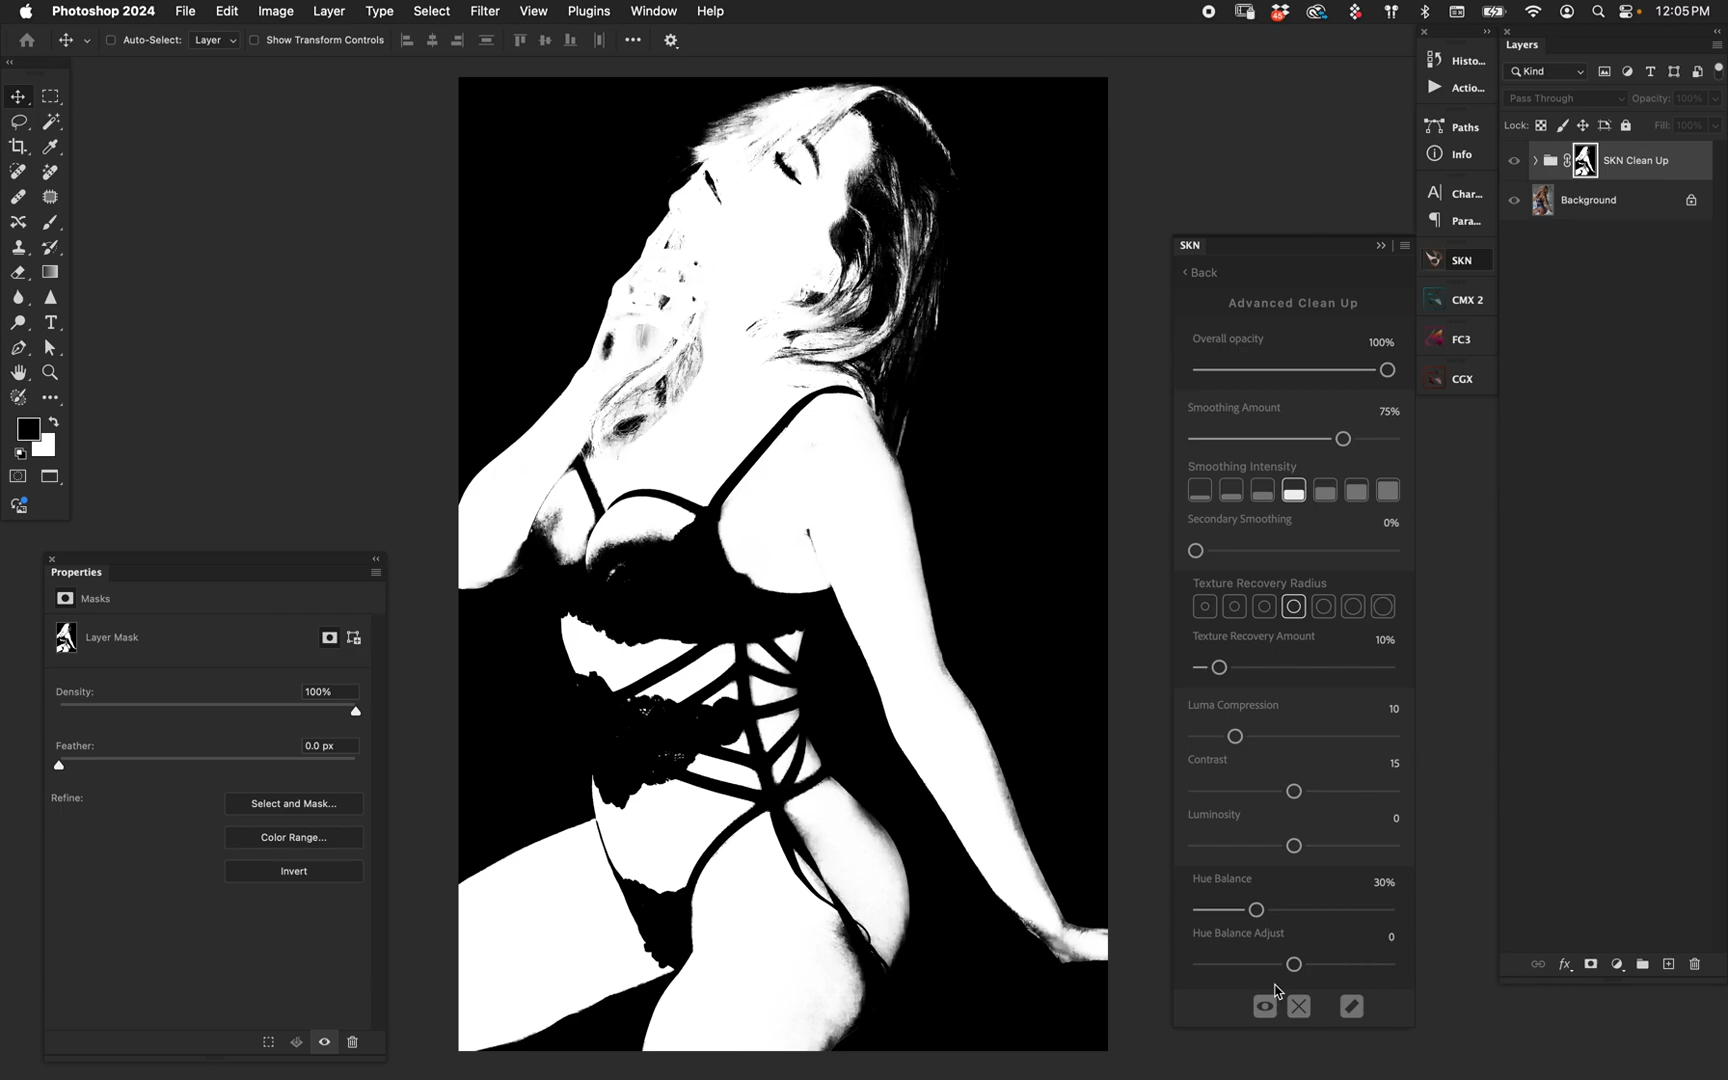 Photoshop 2024 File Edit Image Layer Type Select Filter View Plugins Window Help 45 12:05 PM
Auto-Select: Layer Show Transform Controls
Layers
Kind
Pass Through Opacity: 100%
Lock: Fill: 100%
SKN Clean Up
Background
Histo...
Actio...
Paths
Info
Char...
Para...
SKN
CMX 2
FC3
CGX
SKN
Back
Advanced Clean Up
Overall opacity 100%
Smoothing Amount 75%
Smoothing Intensity
Secondary Smoothing 0%
Texture Recovery Radius
Texture Recovery Amount 10%
Luma Compression 10
Contrast 15
Luminosity 0
Hue Balance 30%
Hue Balance Adjust 0
Properties
Masks
Layer Mask
Density: 100%
Feather: 0.0 px
Refine:
Select and Mask...
Color Range...
Invert